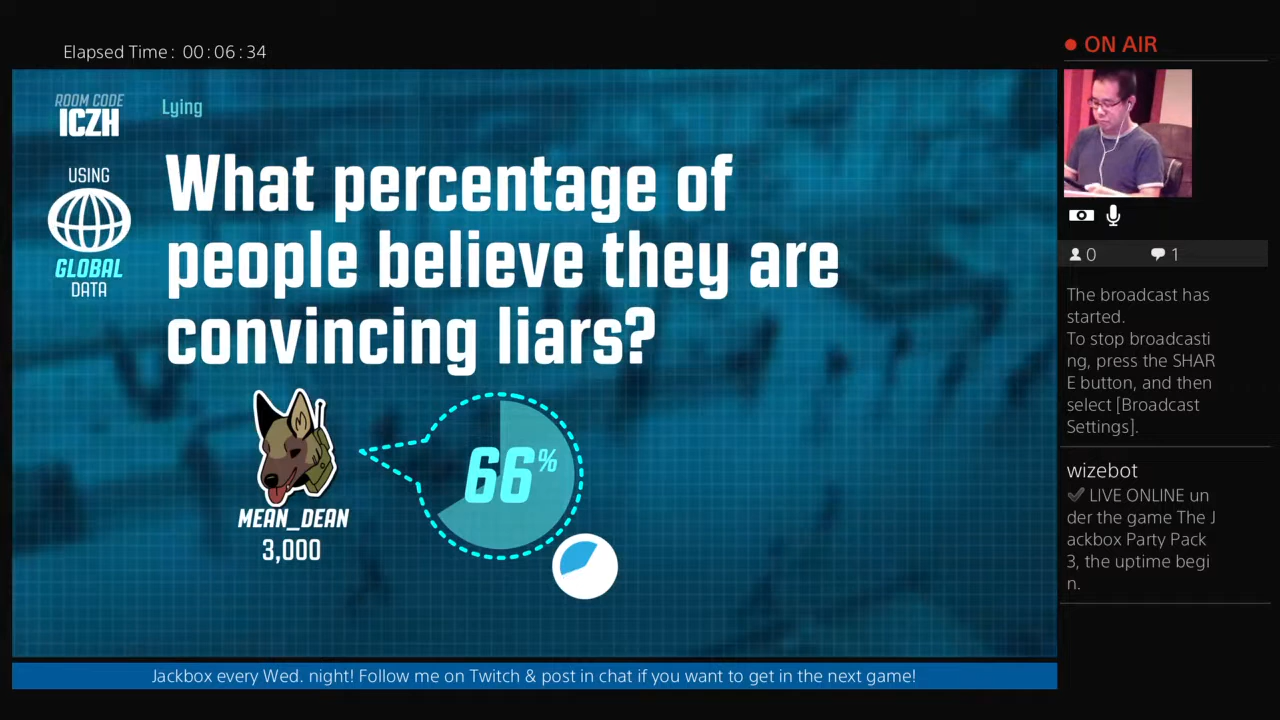 Elapsed Time: 00:06:34
ON AIR
ROOM CODE
ICZH
Lying
USING
GLOBAL
DATA
What percentage of
people believe they are
convincing liars?
66%
MEAN_DEAN
3,000
0
1
The broadcast has
started.
To stop broadcasti
ng, press the SHAR
E button, and then
select [Broadcast
Settings].
wizebot
LIVE ONLINE un
der the game The J
ackbox Party Pack
3, the uptime begi
n.
Jackbox every Wed. night! Follow me on Twitch & post in chat if you want to get in the next game!